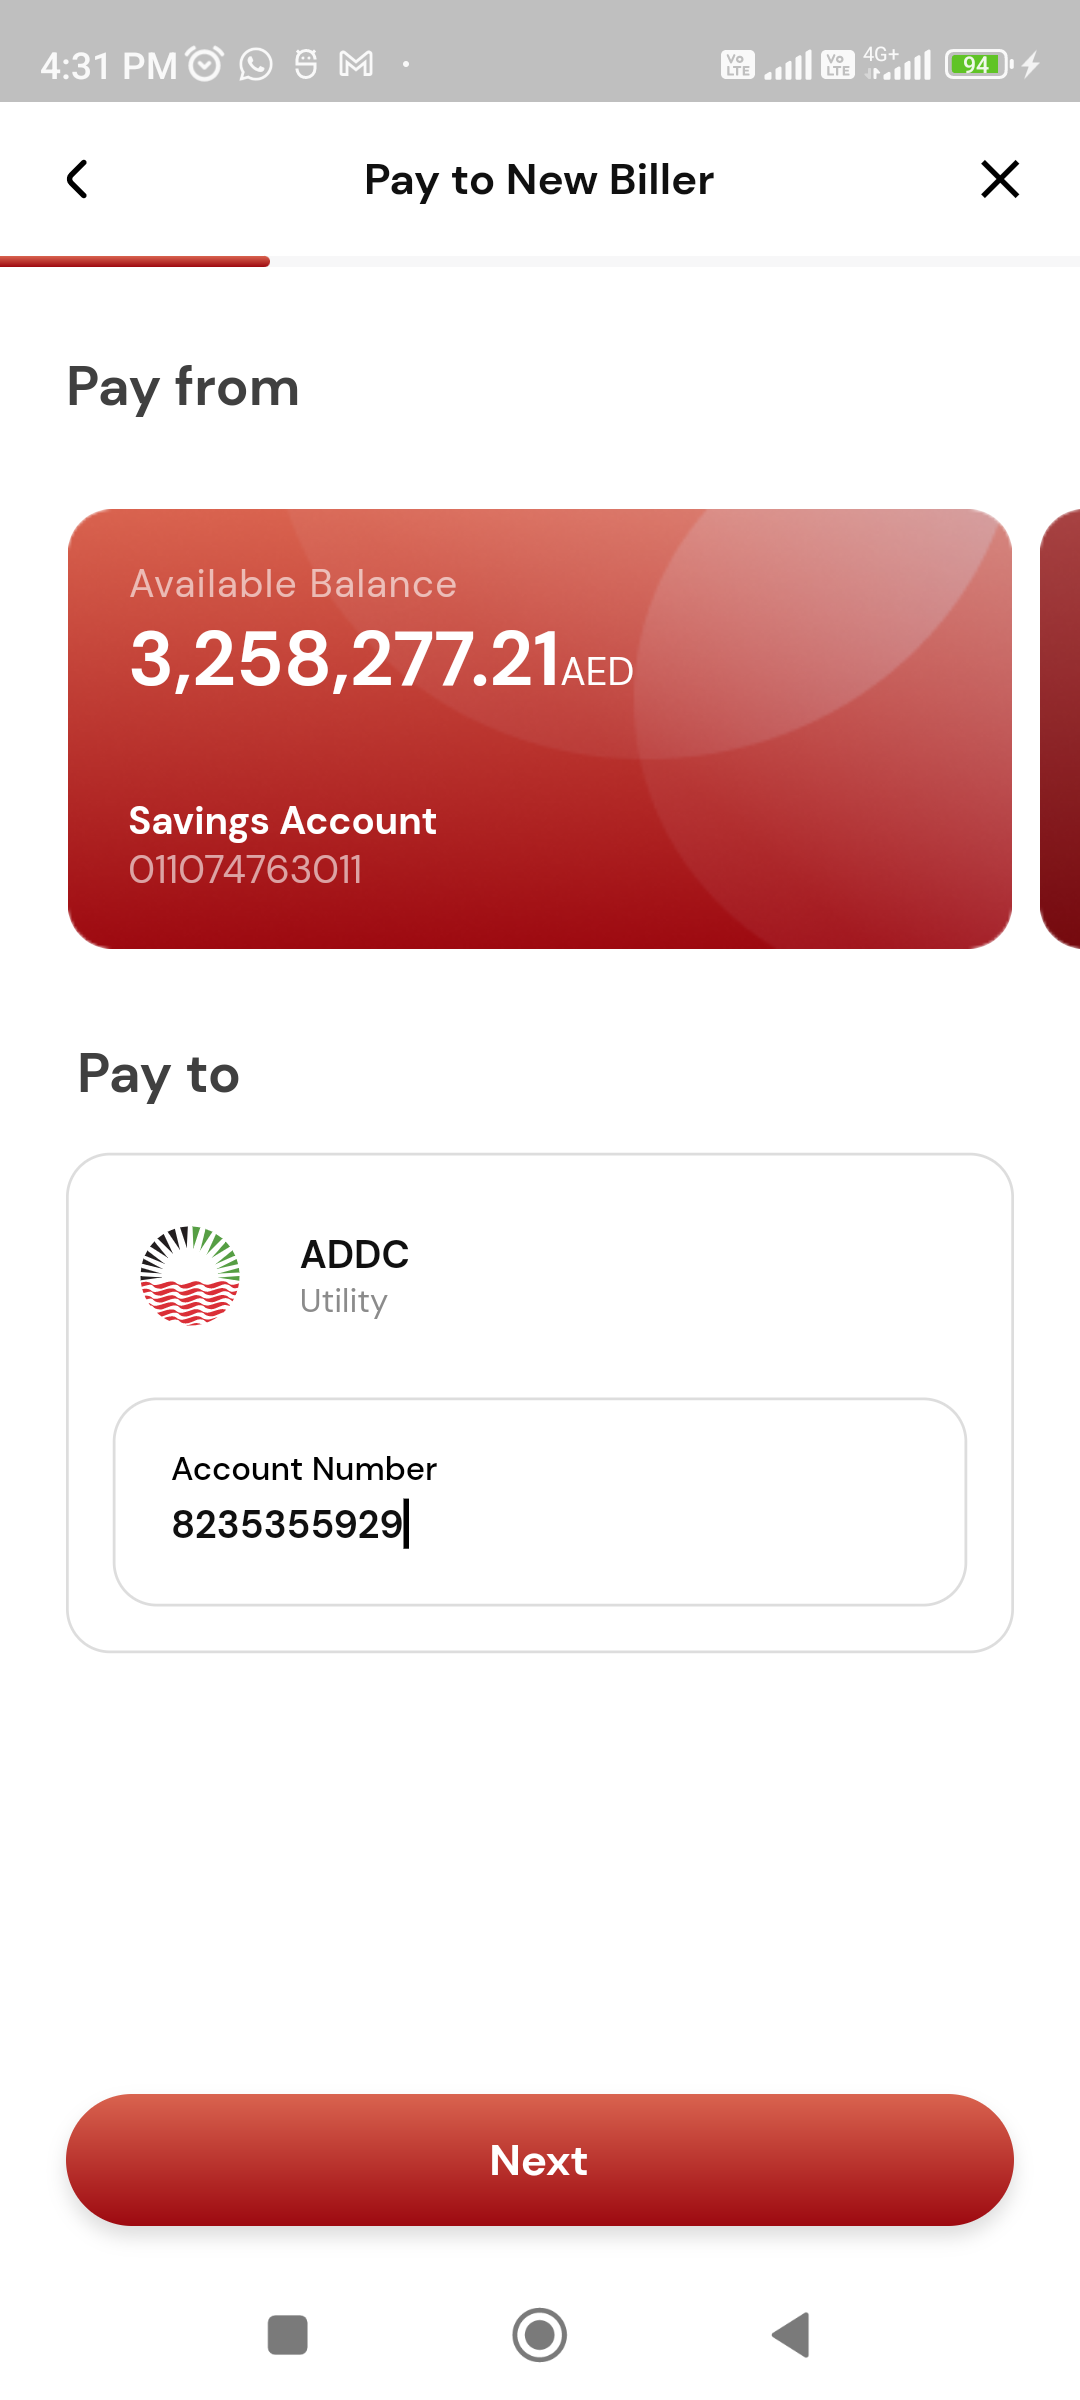 4:31 PM
Vo LTE
Vo LTE
4G+
94
Pay to New Biller
Pay from
Available Balance
3,258,277.21AED
Savings Account
011074763011
Pay to
ADDC
Utility
Account Number
8235355929
Next